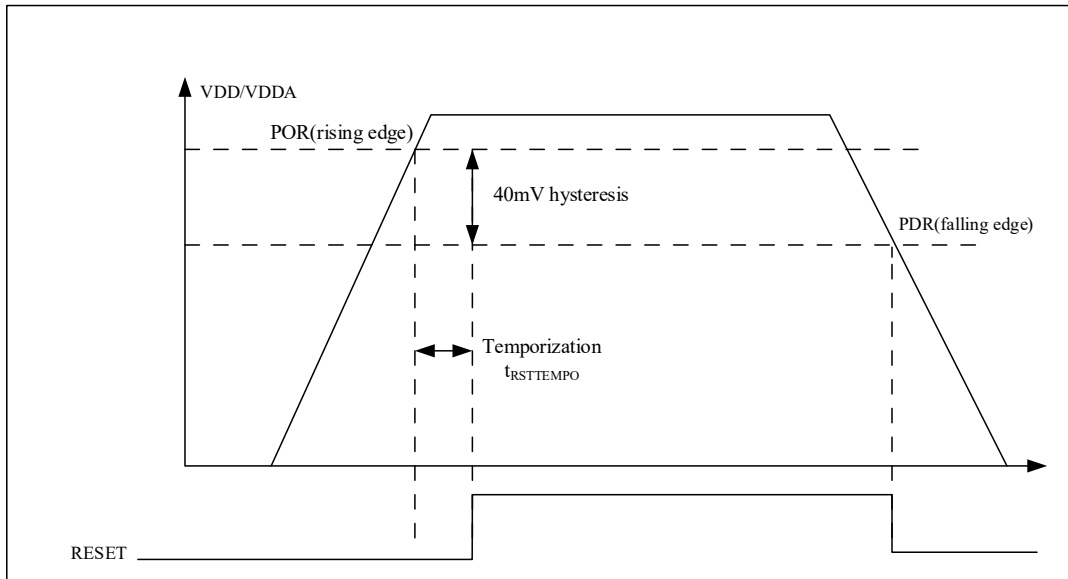 VDD/VDDA
POR(rising edge)
40mV hysteresis
PDR(falling edge)
Temporization
tRSTTEMPO
RESET